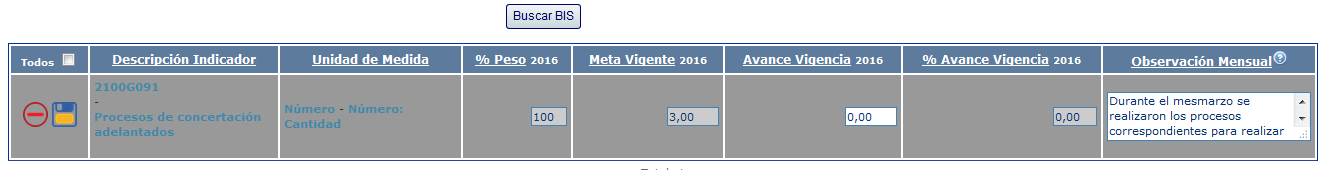 Buscar BIS
Todos Descripción Indicador Unidad de Medida % Peso 2016 Meta Vigente 2016 Avance Vigencia 2016 % Avance Vigencia 2016 Observación Mensual ?
2100G091
-
Procesos de concertación
adelantados
Número - Número:
Cantidad
100
3,00
0,00
0,00
Durante el mesmarzo se
realizaron los procesos
correspondientes para realizar